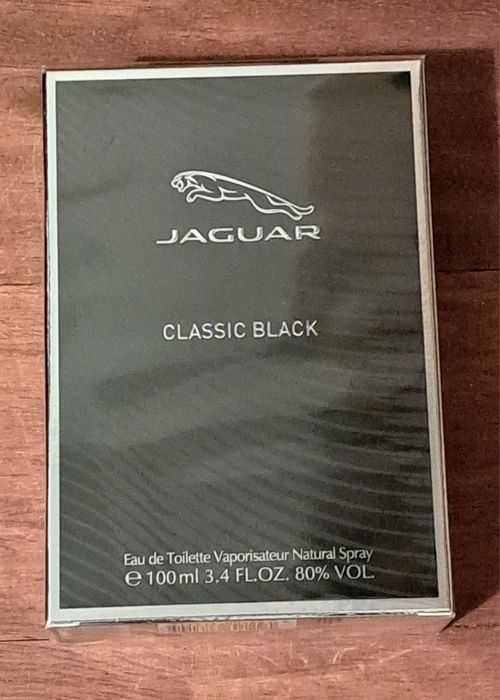 JAGUAR
CLASSIC BLACK
Eau de Toilette Vaporisateur Natural Spray
℮ 100 ml 3.4 FL.OZ. 80% VOL.